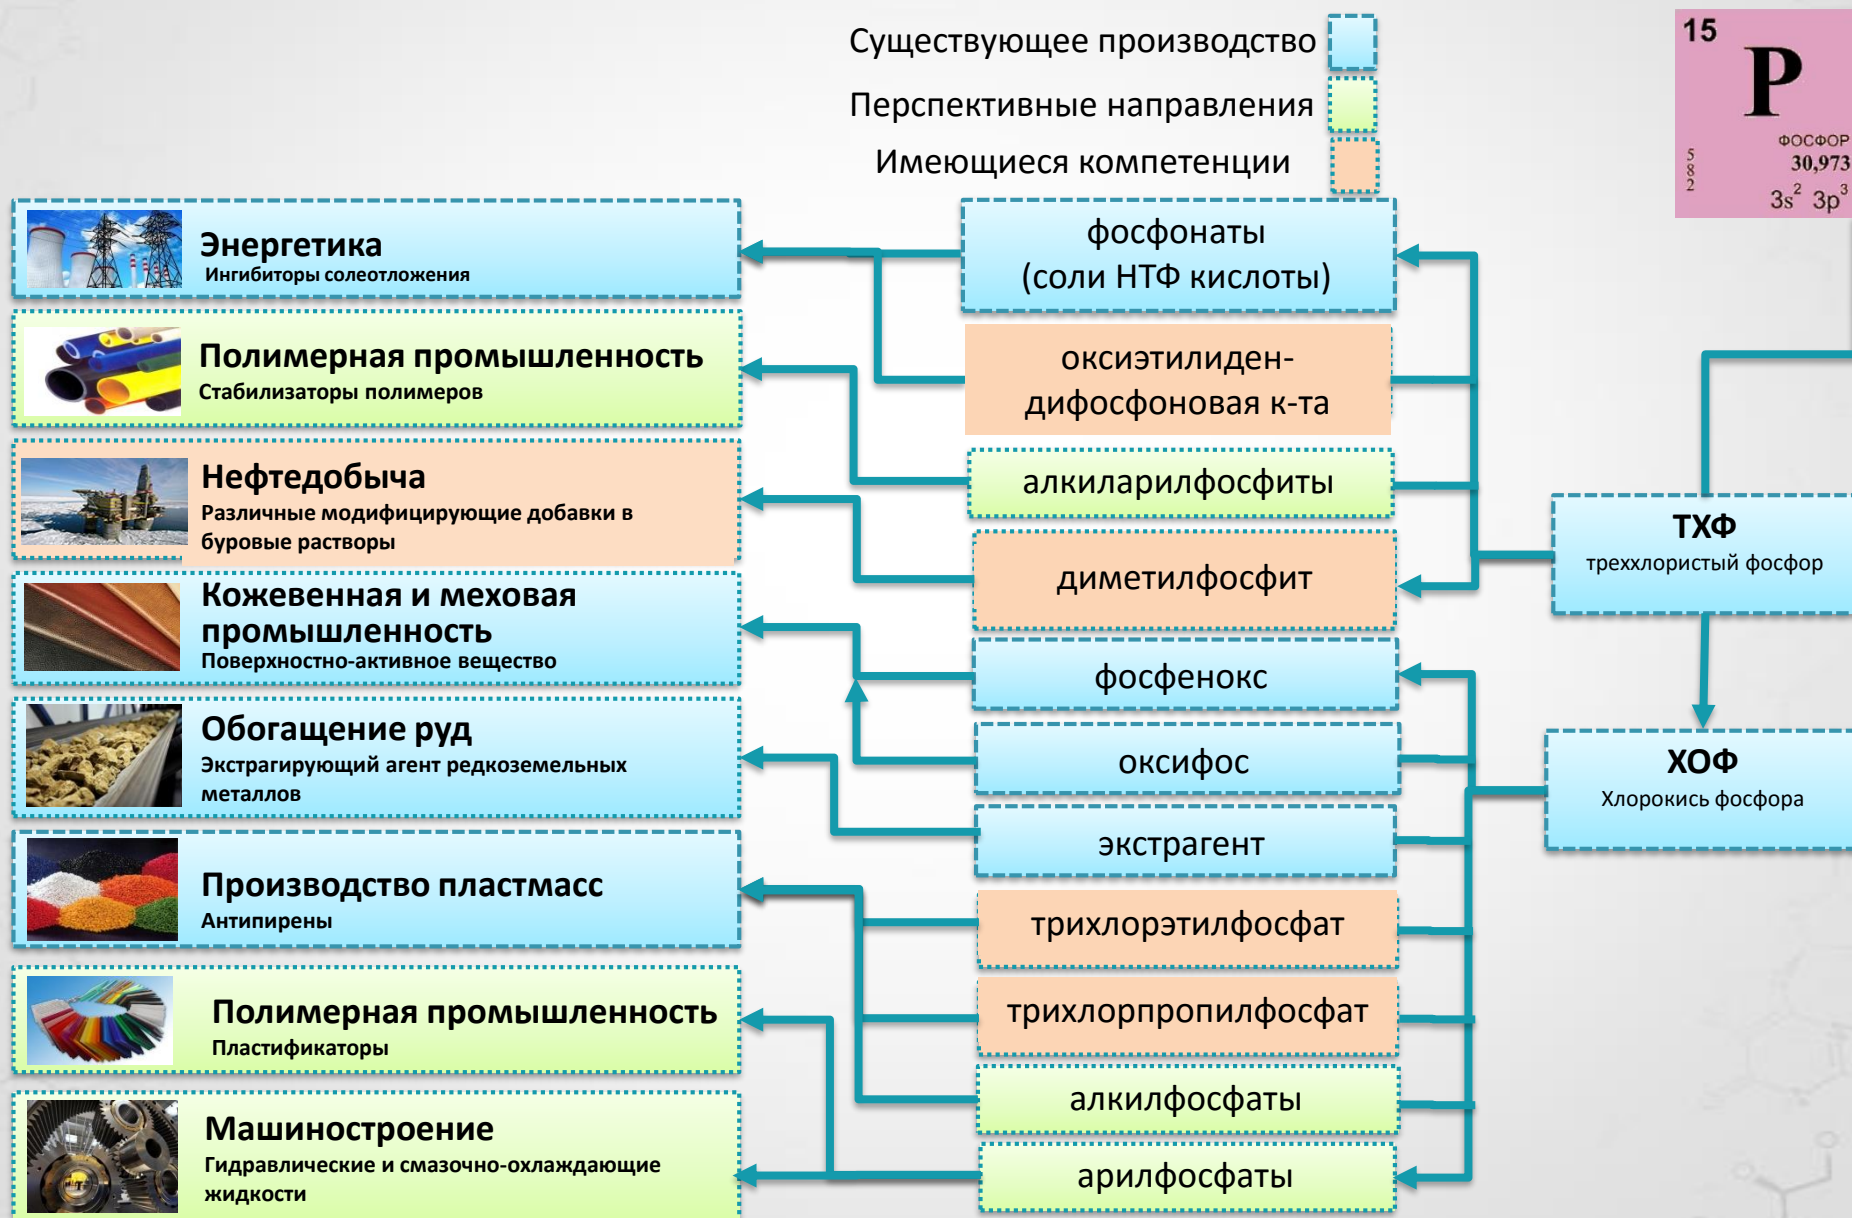 Существующее производство
Перспективные направления
Имеющиеся компетенции
15
P
ФОСФОР
30,973
5
8
2
3s² 3p³
Энергетика
Ингибиторы солеотложения
Полимерная промышленность
Стабилизаторы полимеров
Нефтедобыча
Различные модифицирующие добавки в
буровые растворы
Кожевенная и меховая
промышленность
Поверхностно-активное вещество
Обогащение руд
Экстрагирующий агент редкоземельных
металлов
Производство пластмасс
Антипирены
Полимерная промышленность
Пластификаторы
Машиностроение
Гидравлические и смазочно-охлаждающие
жидкости
фосфонаты
(соли НТФ кислоты)
оксиэтилиден-
дифосфоновая к-та
алкиларилфосфиты
диметилфосфит
фосфенокс
оксифос
экстрагент
трихлорэтилфосфат
трихлорпропилфосфат
алкилфосфаты
арилфосфаты
ТХФ
треххлористый фосфор
ХОФ
Хлорокись фосфора